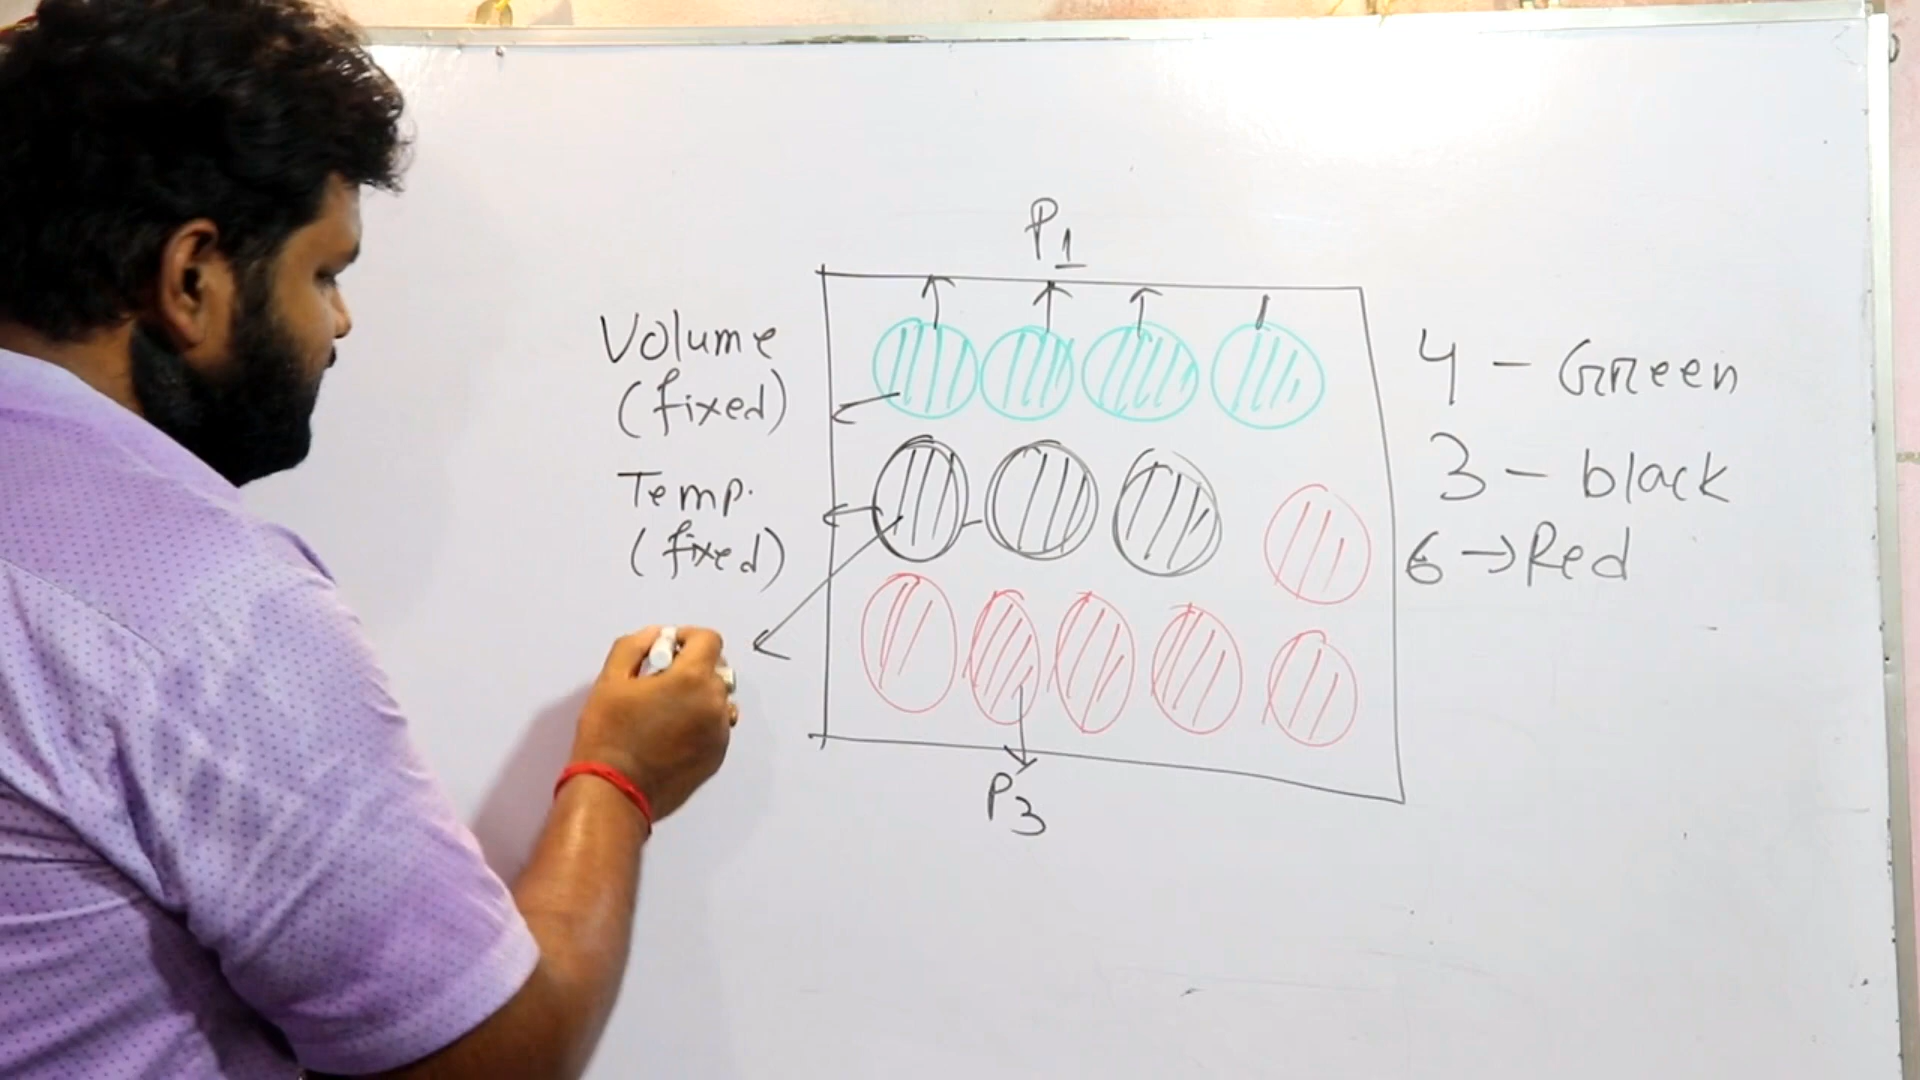 P1
Volume
(fixed)
Temp.
(fixed)
4 - Green
3 - black
6 → Red
P3